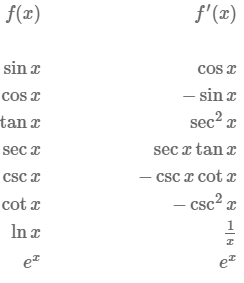 f(x) f′(x)
sin x cos x
cos x − sin x
tan x sec² x
sec x sec x tan x
csc x − csc x cot x
cot x − csc² x
ln x 1/x
eˣ eˣ